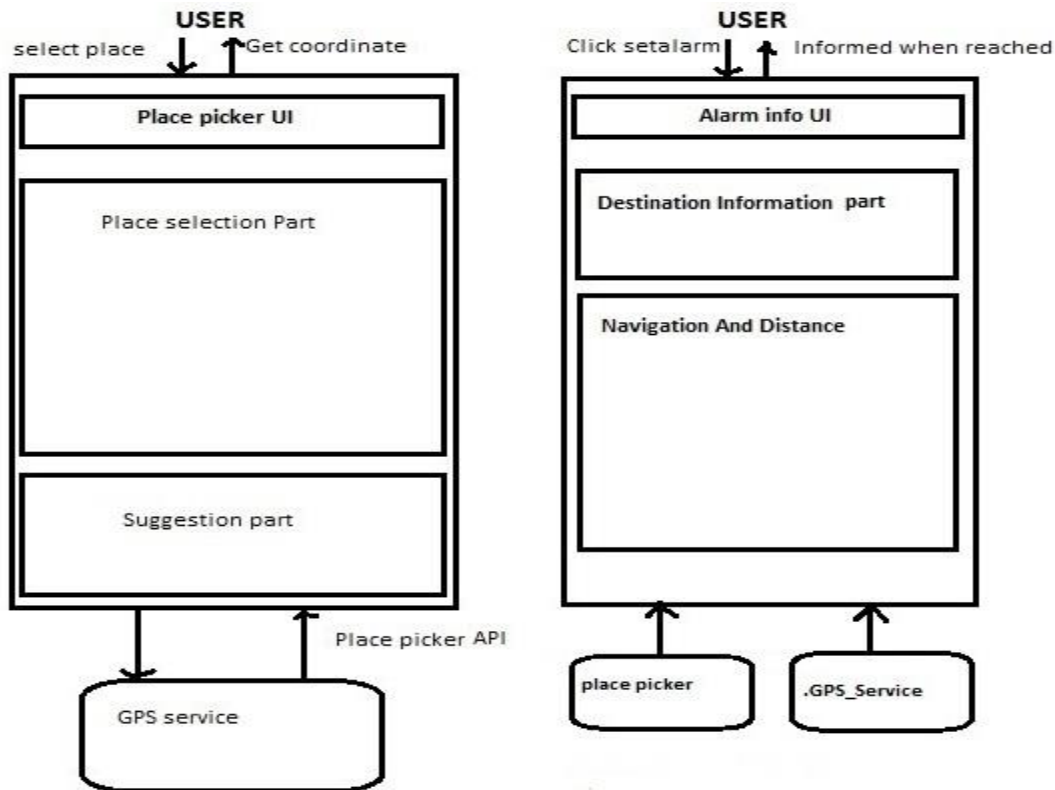 USER
select place
Get coordinate
Place picker UI
Place selection Part
Suggestion part
Place picker API
GPS service
USER
Click setalarm
Informed when reached
Alarm info UI
Destination Information part
Navigation And Distance
place picker
.GPS_Service